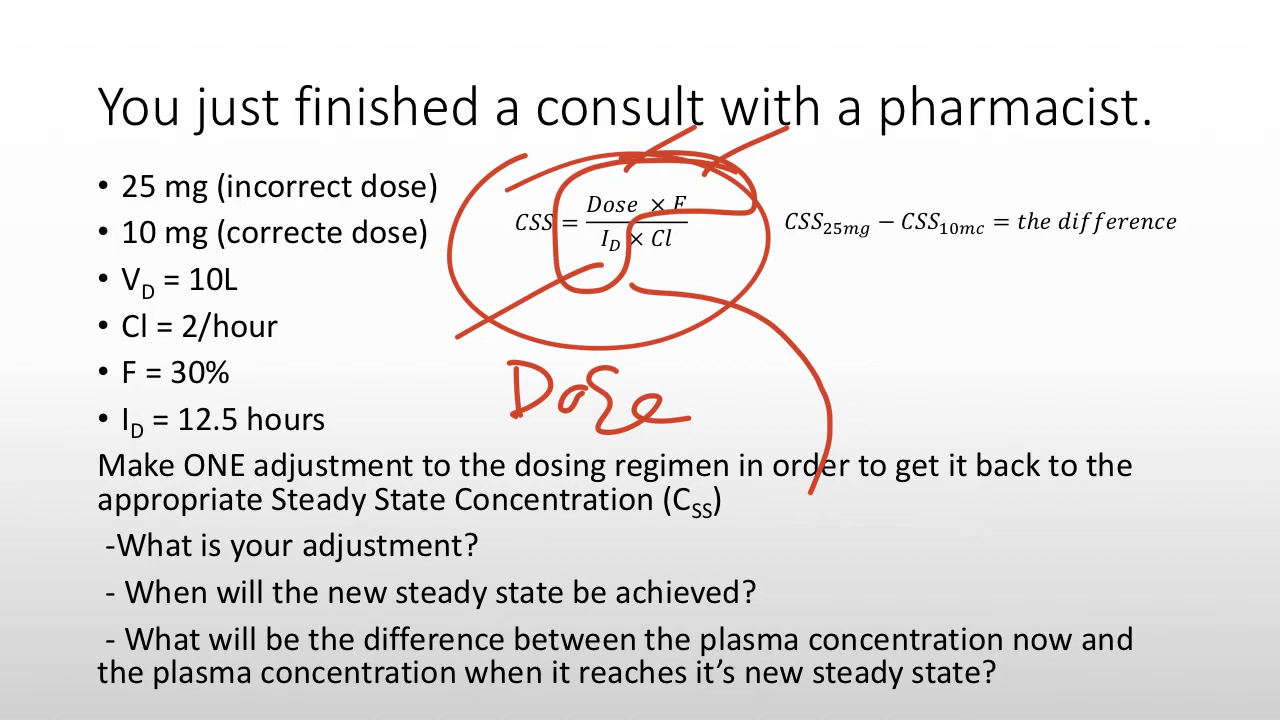 You just finished a consult with a pharmacist.
• 25 mg (incorrect dose)
• 10 mg (correcte dose)
• V_D = 10L
• Cl = 2/hour
• F = 30%
• I_D = 12.5 hours
CSS = (Dose × F) / (I_D × Cl)
CSS_25mg − CSS_10mc = the difference
Dose
Make ONE adjustment to the dosing regimen in order to get it back to the
appropriate Steady State Concentration (C_SS)
-What is your adjustment?
- When will the new steady state be achieved?
- What will be the difference between the plasma concentration now and
the plasma concentration when it reaches it’s new steady state?